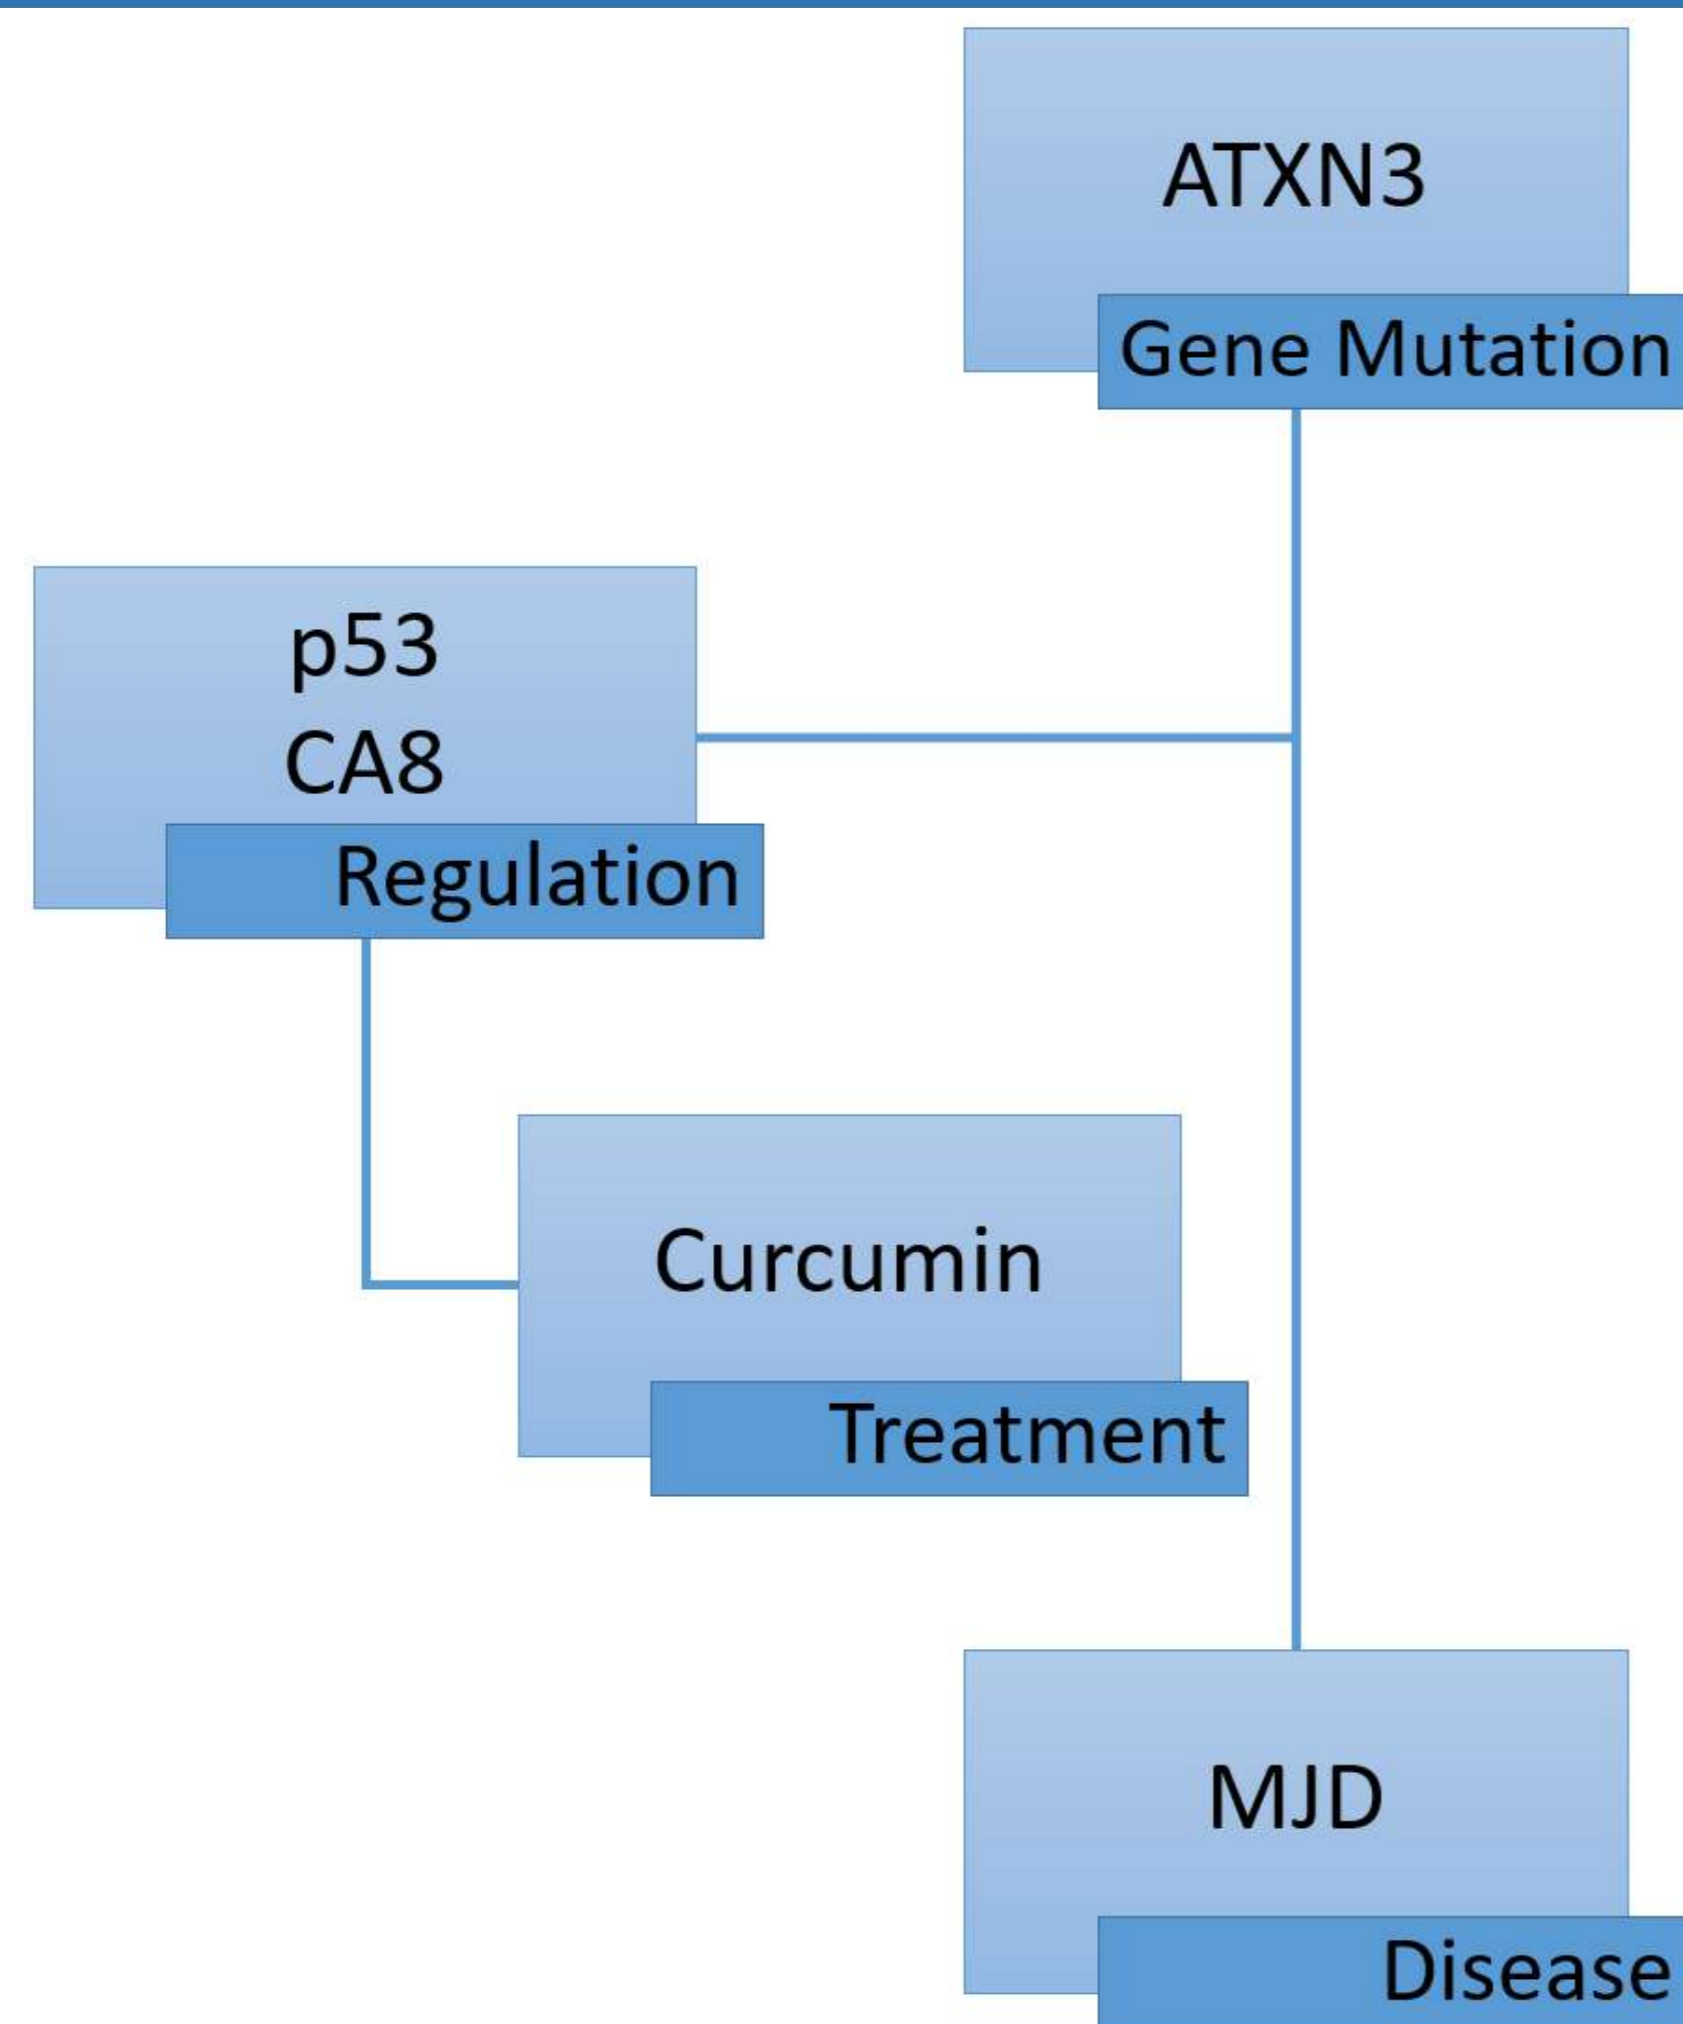 ATXN3
Gene Mutation
p53
CA8
Regulation
Curcumin
Treatment
MJD
Disease